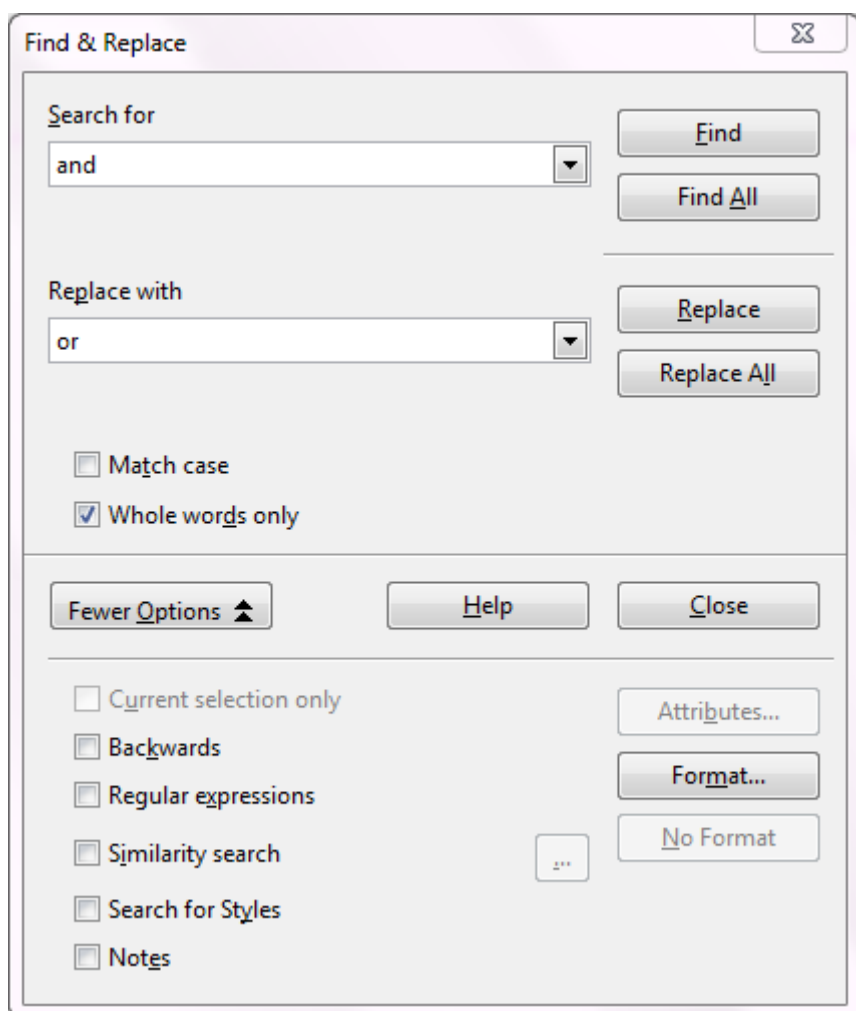 Find & Replace
Search for
and
Find
Find All
Replace with
or
Replace
Replace All
Match case
Whole words only
Fewer Options
Help
Close
Current selection only
Attributes...
Backwards
Format...
Regular expressions
No Format
Similarity search
...
Search for Styles
Notes